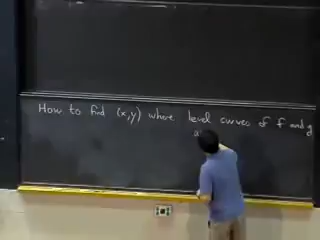 How to find (x,y) where level curves of f and g